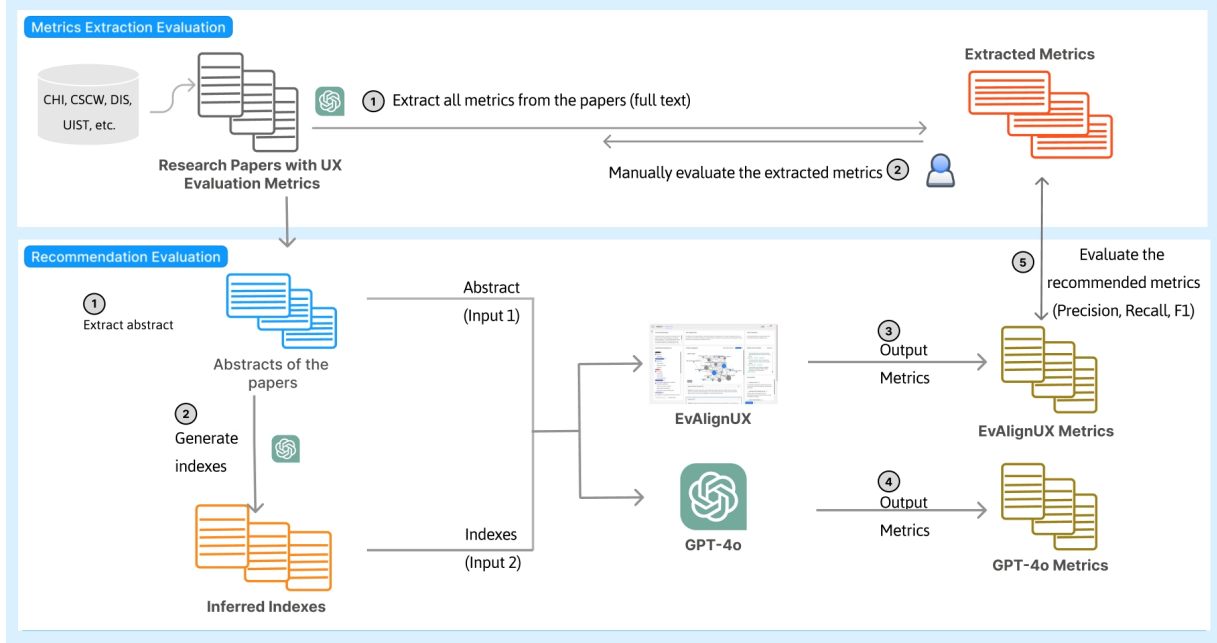 Metrics Extraction Evaluation
CHI, CSCW, DIS,
UIST, etc.
Research Papers with UX
Evaluation Metrics
1 Extract all metrics from the papers (full text)
Manually evaluate the extracted metrics 2
Extracted Metrics
Recommendation Evaluation
1
Extract abstract
Abstracts of the
papers
2
Generate
indexes
Inferred Indexes
Abstract
(Input 1)
Indexes
(Input 2)
EvAlignUX
GPT-4o
3
Output
Metrics
4
Output
Metrics
5
Evaluate the
recommended metrics
(Precision, Recall, F1)
EvAlignUX Metrics
GPT-4o Metrics